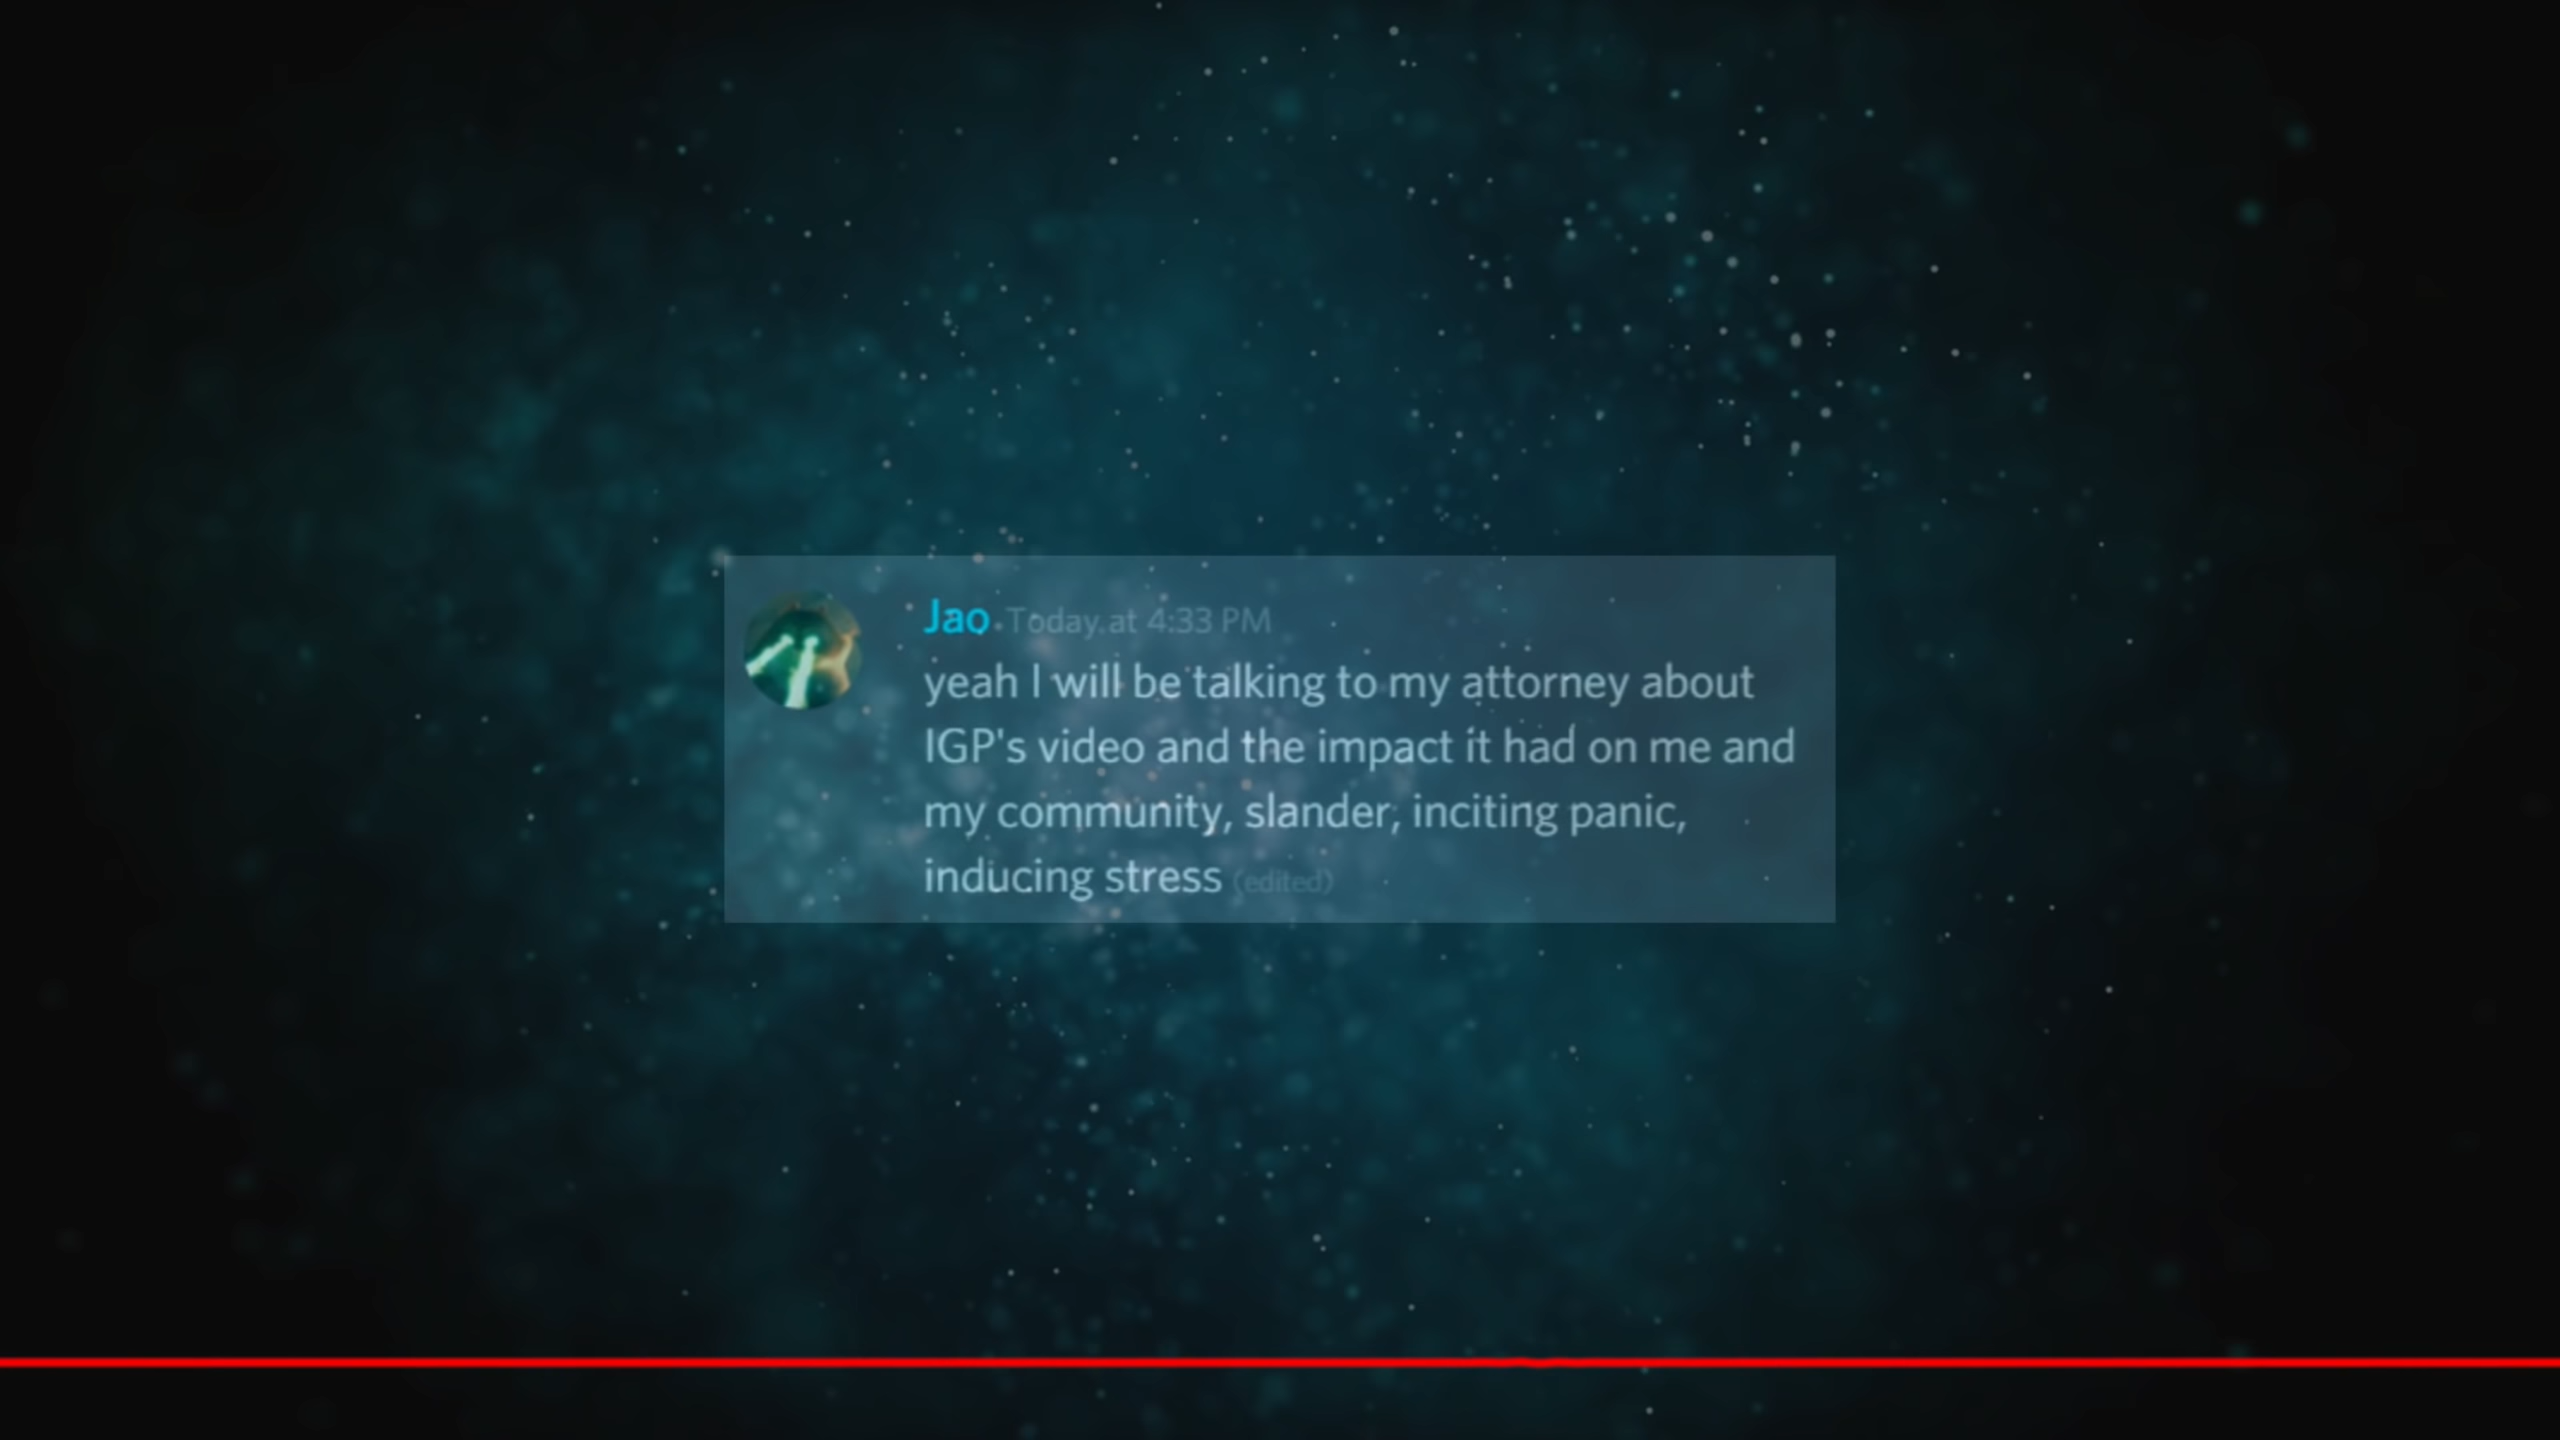 Jao Today at 4:33 PM
yeah I will be talking to my attorney about
IGP's video and the impact it had on me and
my community, slander, inciting panic,
inducing stress (edited)